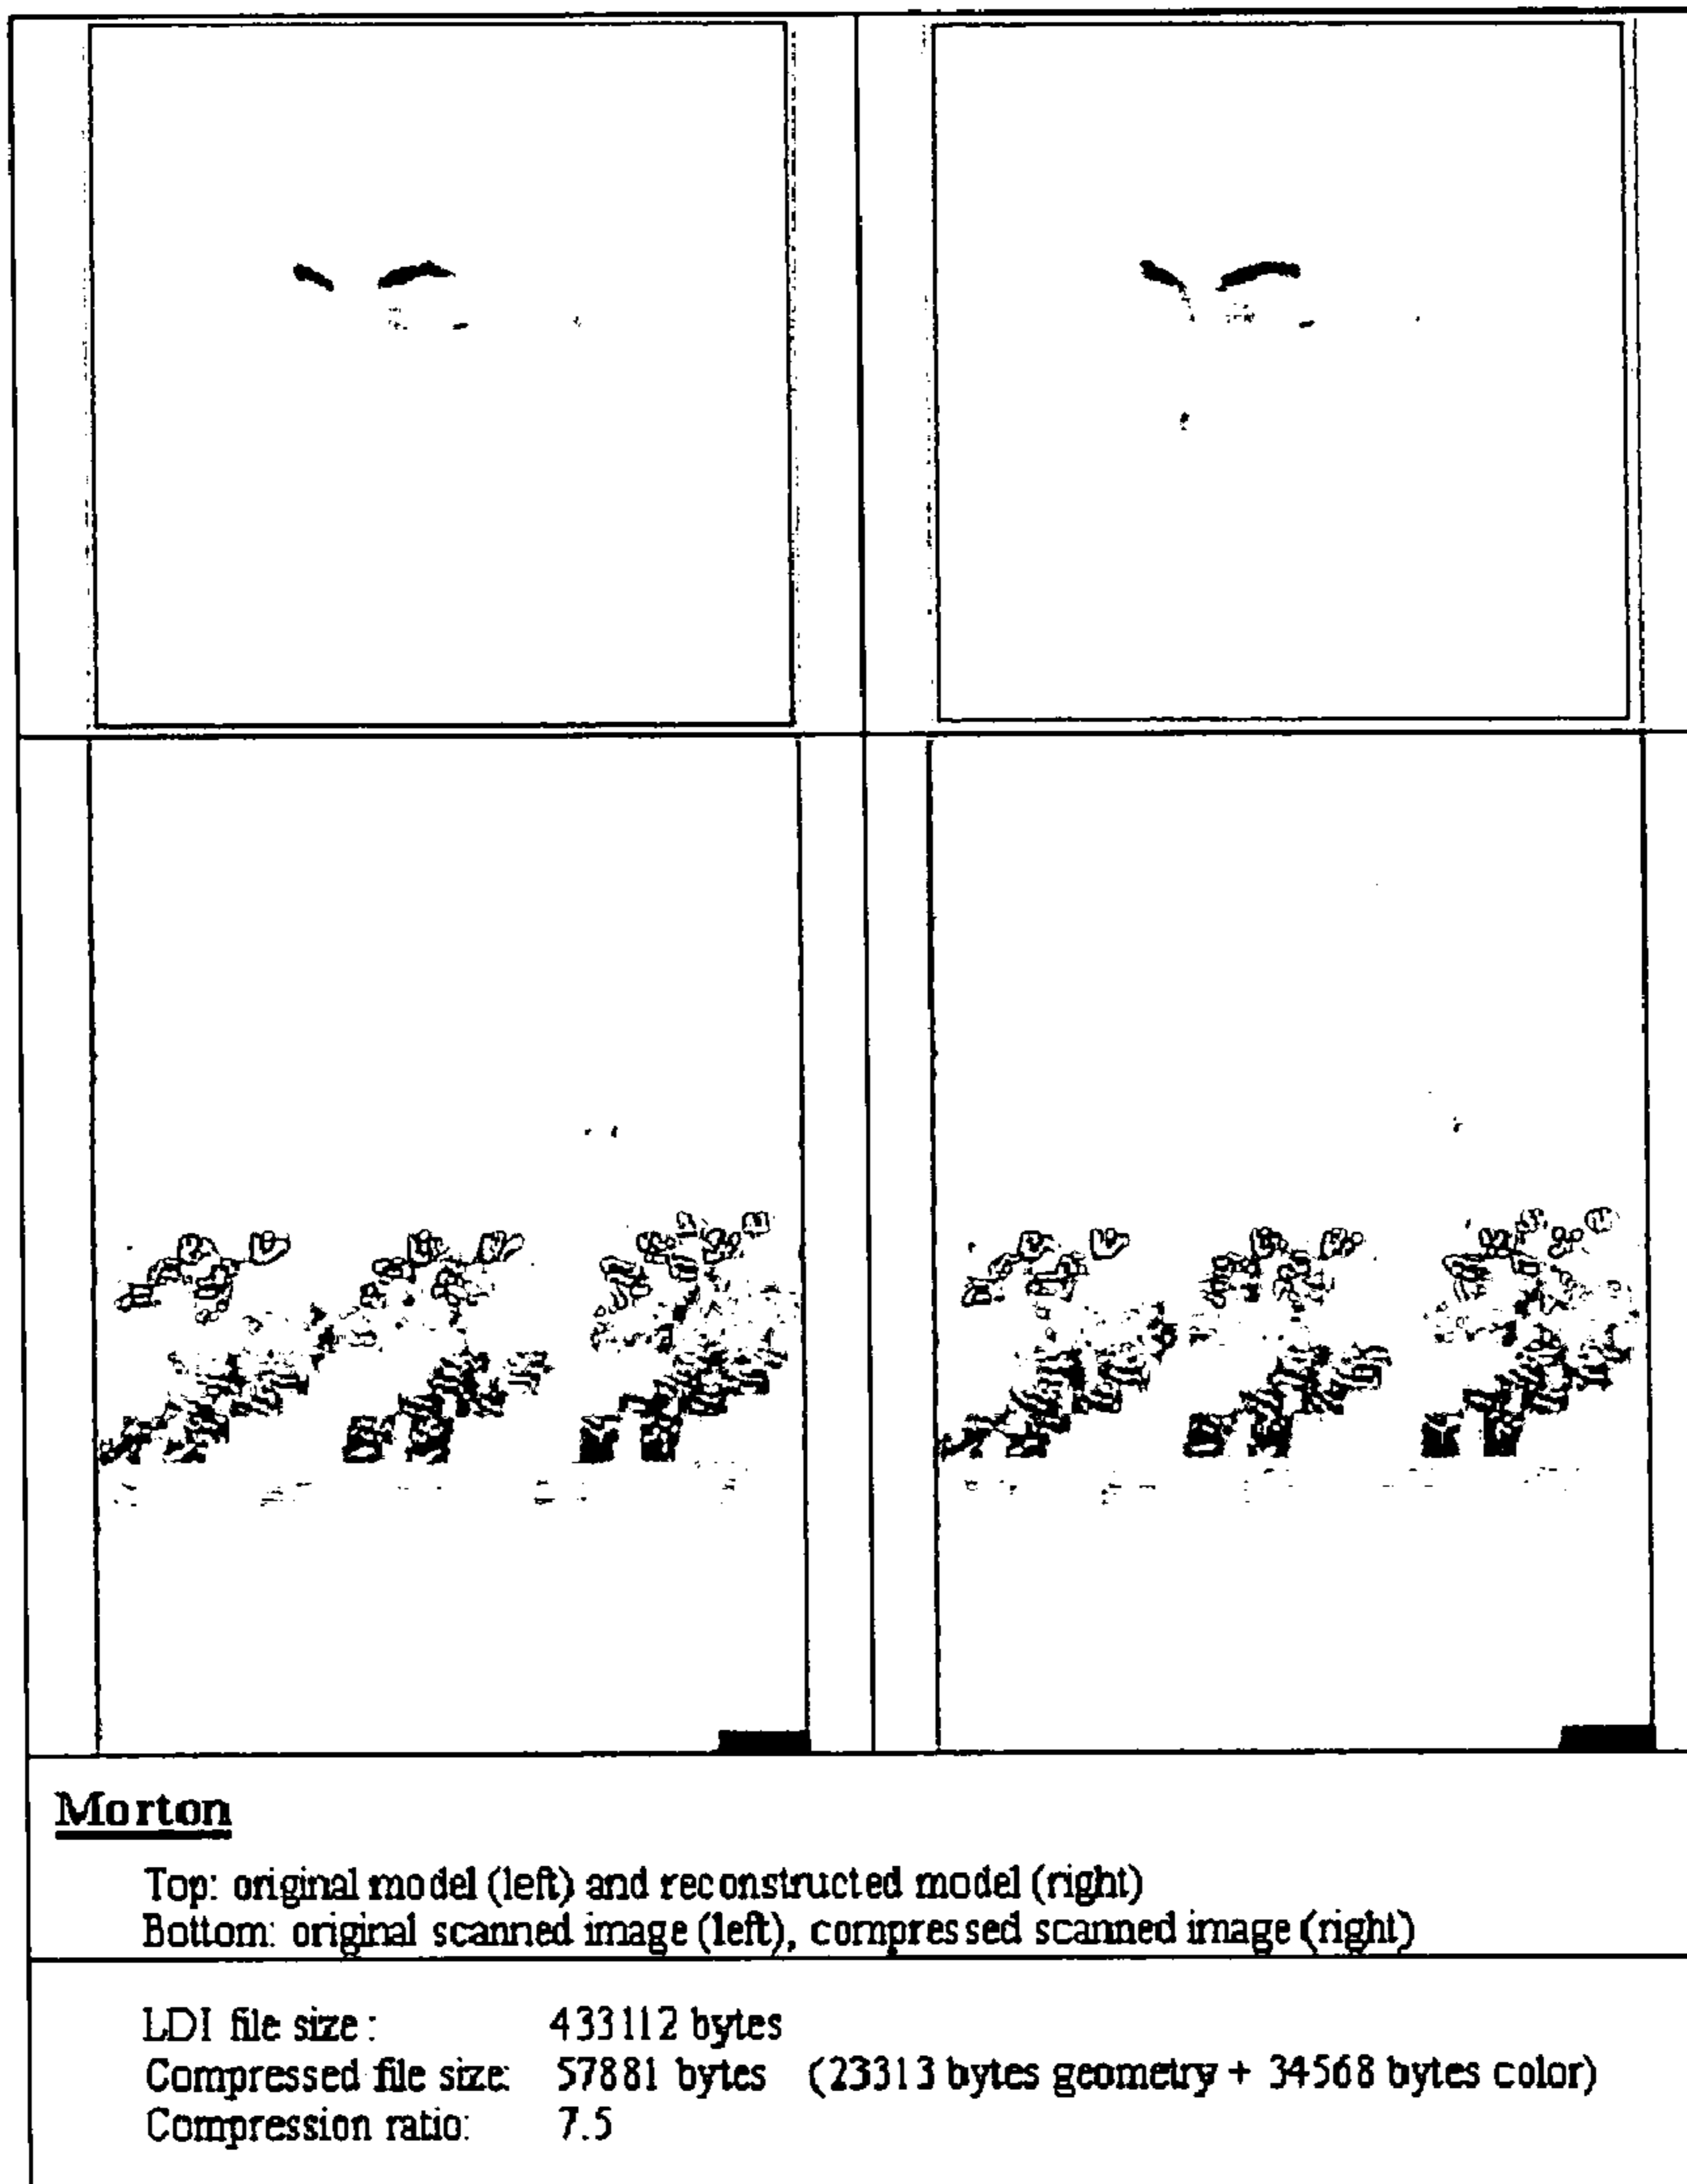 Morton
Top: original model (left) and reconstructed model (right)
Bottom: original scanned image (left), compressed scanned image (right)
LDI file size: 433112 bytes
Compressed file size: 57881 bytes (23313 bytes geometry + 34568 bytes color)
Compression ratio: 7.5